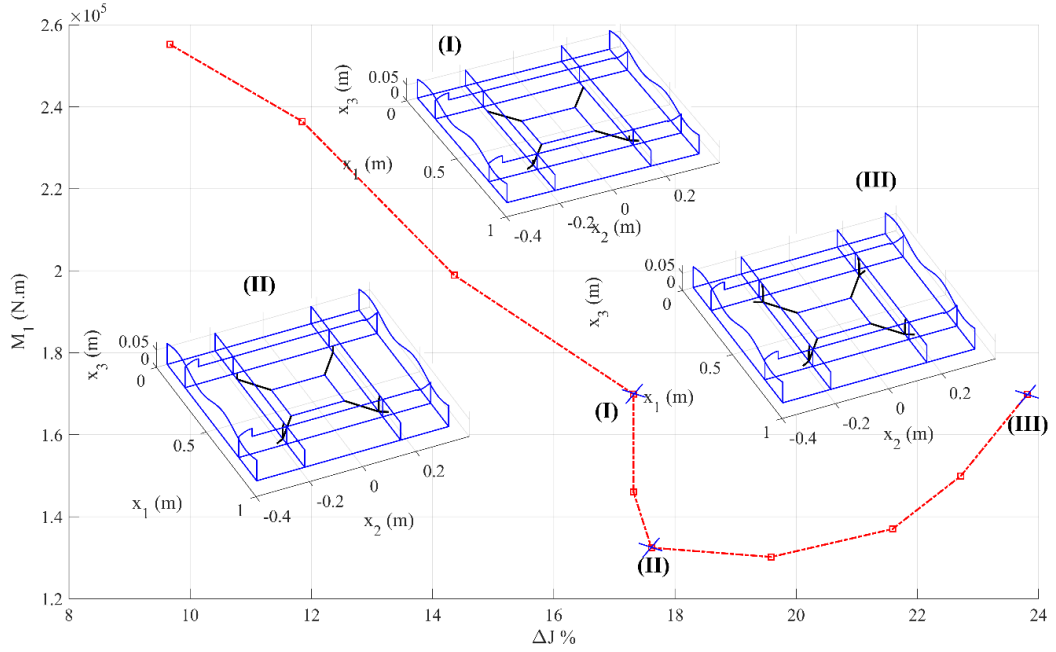 ×10⁵
2.6
2.4
2.2
2
1.8
1.6
1.4
1.2
M₁ (N.m)
8
10
12
14
16
18
20
22
24
ΔJ %
(I)
x₃ (m)
0.05
0
0
0.5
1
x₁ (m)
-0.4
-0.2
0
0.2
x₂ (m)
(II)
x₃ (m)
0.05
0
0
0.5
1
x₁ (m)
-0.4
-0.2
0
0.2
x₂ (m)
(III)
x₃ (m)
0.05
0
0
0.5
1
x₁ (m)
-0.4
-0.2
0
0.2
x₂ (m)
(I)
(II)
(III)